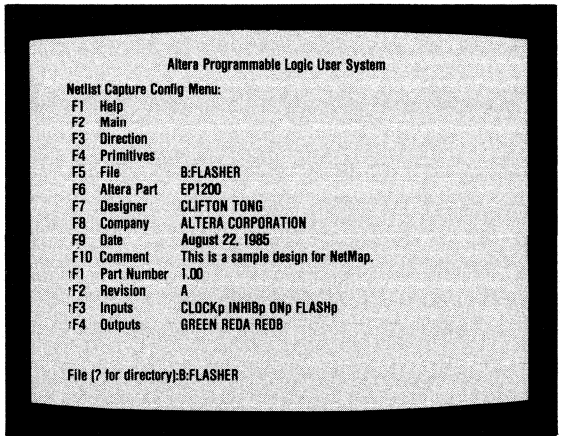 Altera Programmable Logic User System
Netlist Capture Config Menu:
F1 Help
F2 Main
F3 Direction
F4 Primitives
F5 File B:FLASHER
F6 Altera Part EP1200
F7 Designer CLIFTON TONG
F8 Company ALTERA CORPORATION
F9 Date August 22, 1985
F10 Comment This is a sample design for NetMap.
↑F1 Part Number 1.00
↑F2 Revision A
↑F3 Inputs CLOCKp INHIBp ONp FLASHp
↑F4 Outputs GREEN REDA REDB
File (? for directory):B:FLASHER